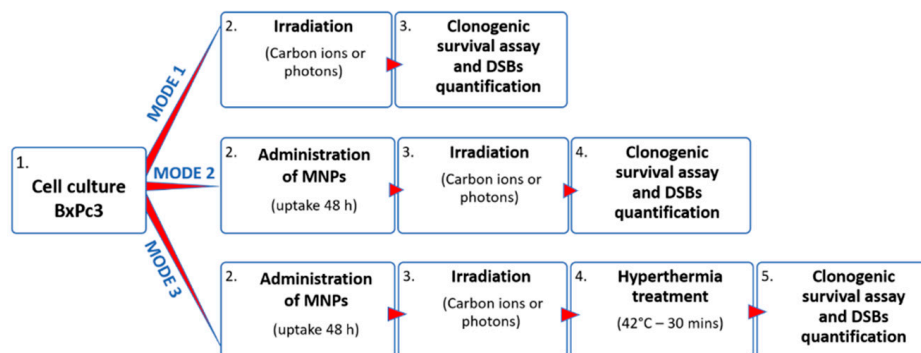 1.
Cell culture
BxPc3
MODE 1
2.
Irradiation
(Carbon ions or
photons)
3.
Clonogenic
survival assay
and DSBs
quantification
MODE 2
2.
Administration
of MNPs
(uptake 48 h)
3.
Irradiation
(Carbon ions or
photons)
4.
Clonogenic
survival assay
and DSBs
quantification
MODE 3
2.
Administration
of MNPs
(uptake 48 h)
3.
Irradiation
(Carbon ions or
photons)
4.
Hyperthermia
treatment
(42°C – 30 mins)
5.
Clonogenic
survival assay
and DSBs
quantification